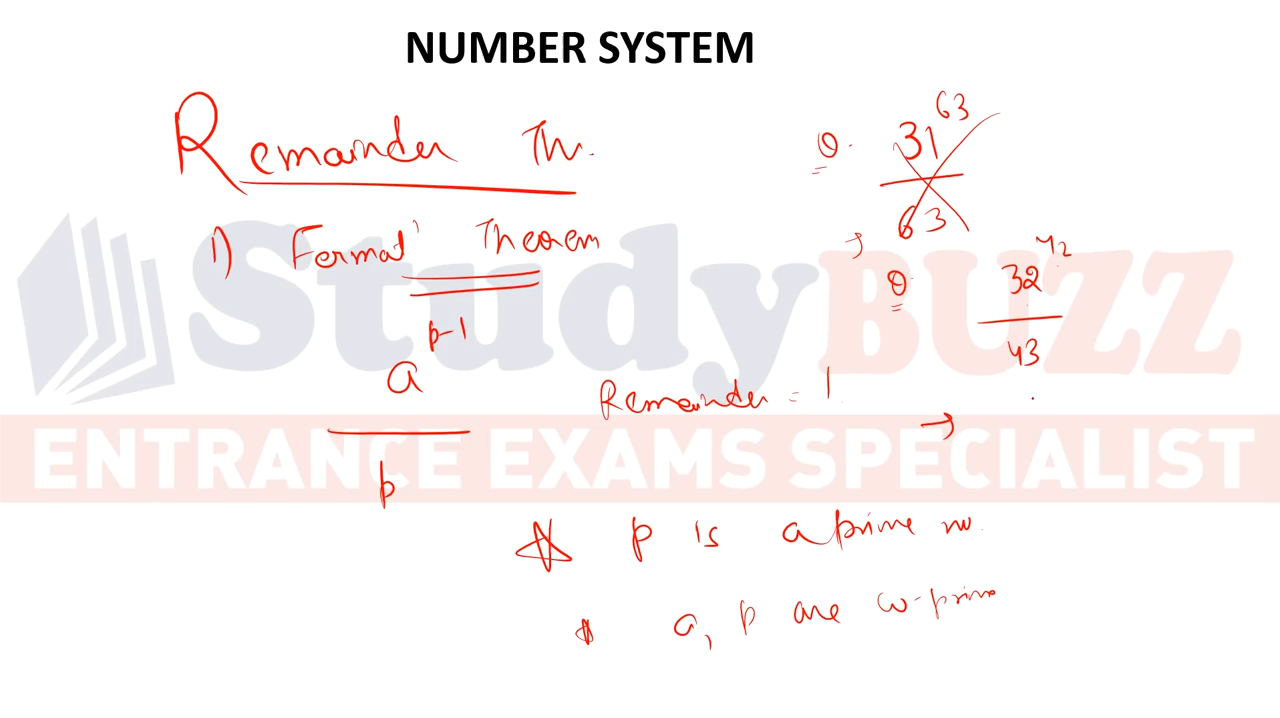 NUMBER SYSTEM
Remainder Th.
1) Fermat' Theorem
a^{p-1}
p
Remainder = 1
* p is a prime no.
* a, p are co-prime
Q. 31^{63}
63
→
Q. 32^{42}
43
→
StudyBUZZ
ENTRANCE EXAMS SPECIALIST